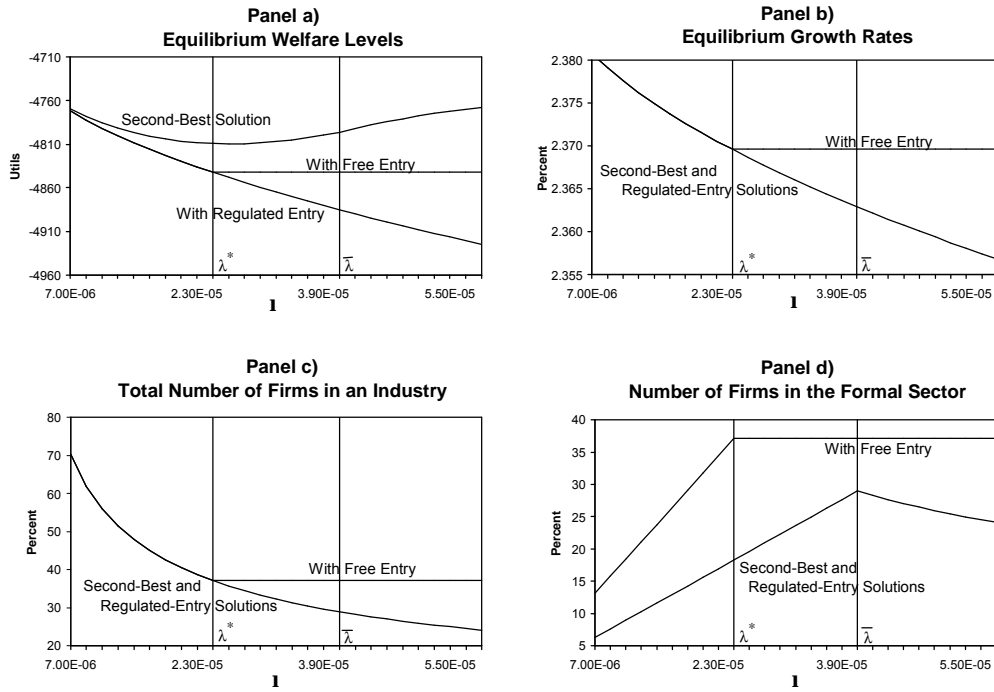 Panel a)
Equilibrium Welfare Levels
-4710
-4760
-4810
-4860
-4910
-4960
Utils
Second-Best Solution
With Free Entry
With Regulated Entry
λ*
λ̅
7.00E-06
2.30E-05
3.90E-05
5.50E-05
ı
Panel b)
Equilibrium Growth Rates
2.380
2.375
2.370
2.365
2.360
2.355
Percent
With Free Entry
Second-Best and
Regulated-Entry Solutions
λ*
λ̅
7.00E-06
2.30E-05
3.90E-05
5.50E-05
ı
Panel c)
Total Number of Firms in an Industry
80
70
60
50
40
30
20
Percent
With Free Entry
Second-Best and
Regulated-Entry Solutions
λ*
λ̅
7.00E-06
2.30E-05
3.90E-05
5.50E-05
ı
Panel d)
Number of Firms in the Formal Sector
40
35
30
25
20
15
10
5
Percent
With Free Entry
Second-Best and
Regulated-Entry Solutions
λ*
λ̅
7.00E-06
2.30E-05
3.90E-05
5.50E-05
ı